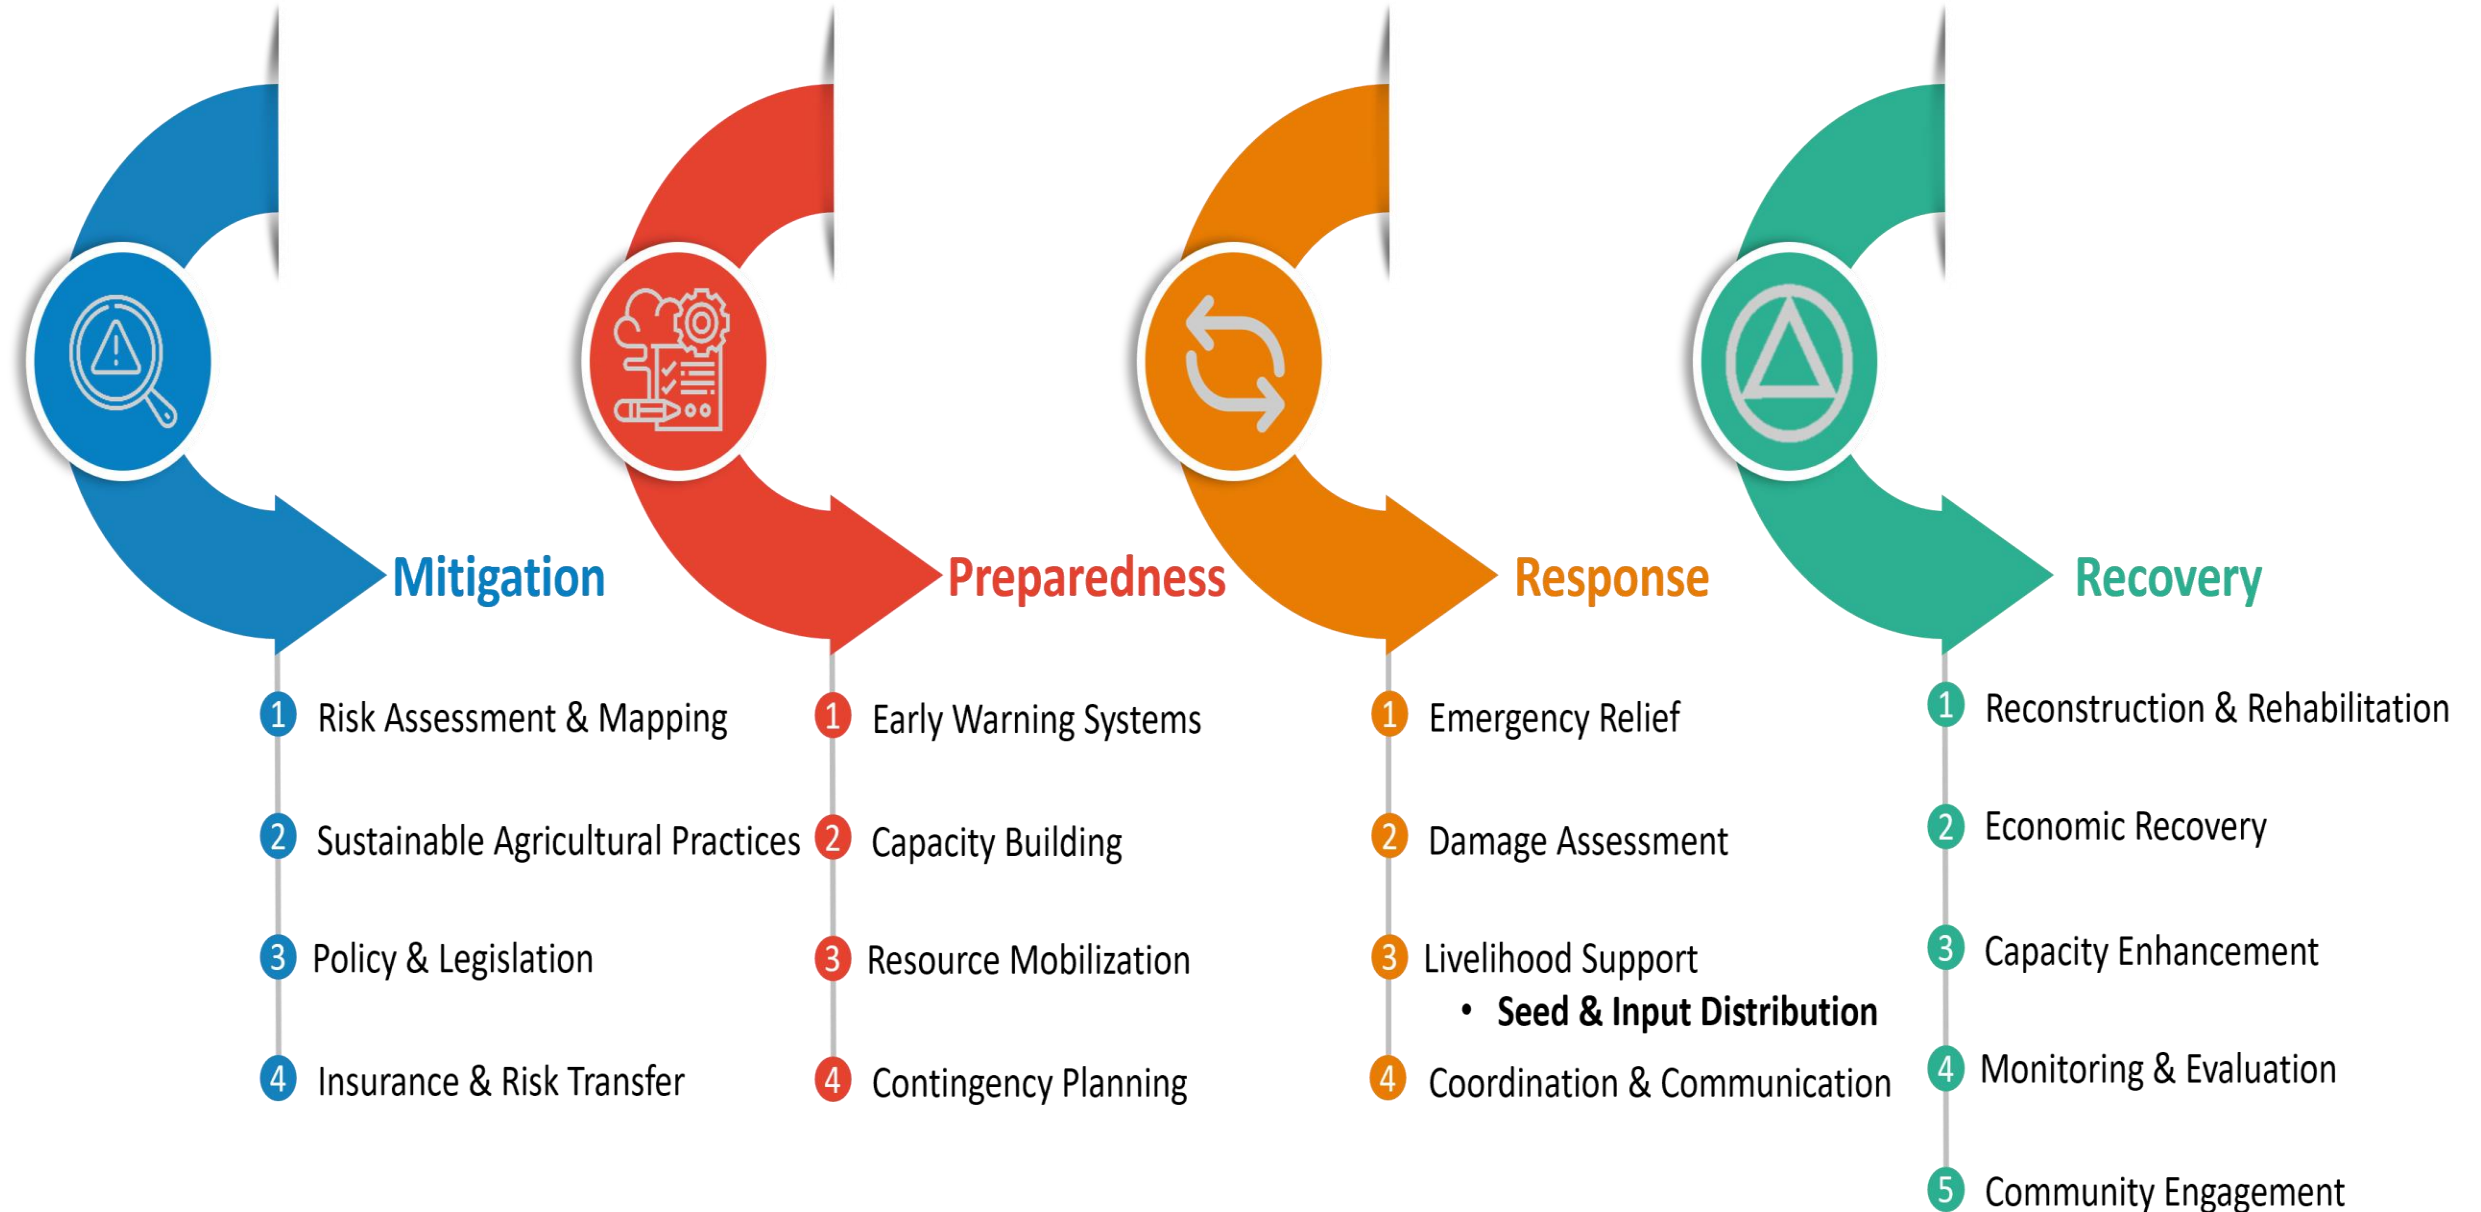 Mitigation
1 Risk Assessment & Mapping
2 Sustainable Agricultural Practices
3 Policy & Legislation
4 Insurance & Risk Transfer
Preparedness
1 Early Warning Systems
2 Capacity Building
3 Resource Mobilization
4 Contingency Planning
Response
1 Emergency Relief
2 Damage Assessment
3 Livelihood Support
• Seed & Input Distribution
4 Coordination & Communication
Recovery
1 Reconstruction & Rehabilitation
2 Economic Recovery
3 Capacity Enhancement
4 Monitoring & Evaluation
5 Community Engagement